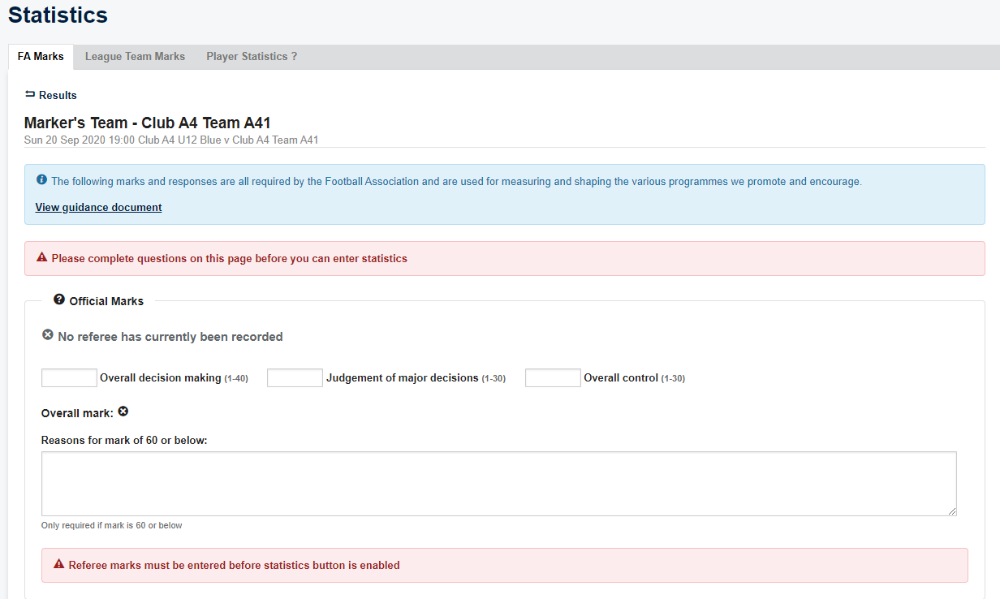 Statistics
FA Marks League Team Marks Player Statistics ?
Results
Marker's Team - Club A4 Team A41
Sun 20 Sep 2020 19:00 Club A4 U12 Blue v Club A4 Team A41
The following marks and responses are all required by the Football Association and are used for measuring and shaping the various programmes we promote and encourage.
View guidance document
Please complete questions on this page before you can enter statistics
Official Marks
No referee has currently been recorded
Overall decision making (1-40) Judgement of major decisions (1-30) Overall control (1-30)
Overall mark:
Reasons for mark of 60 or below:
Only required if mark is 60 or below
Referee marks must be entered before statistics button is enabled